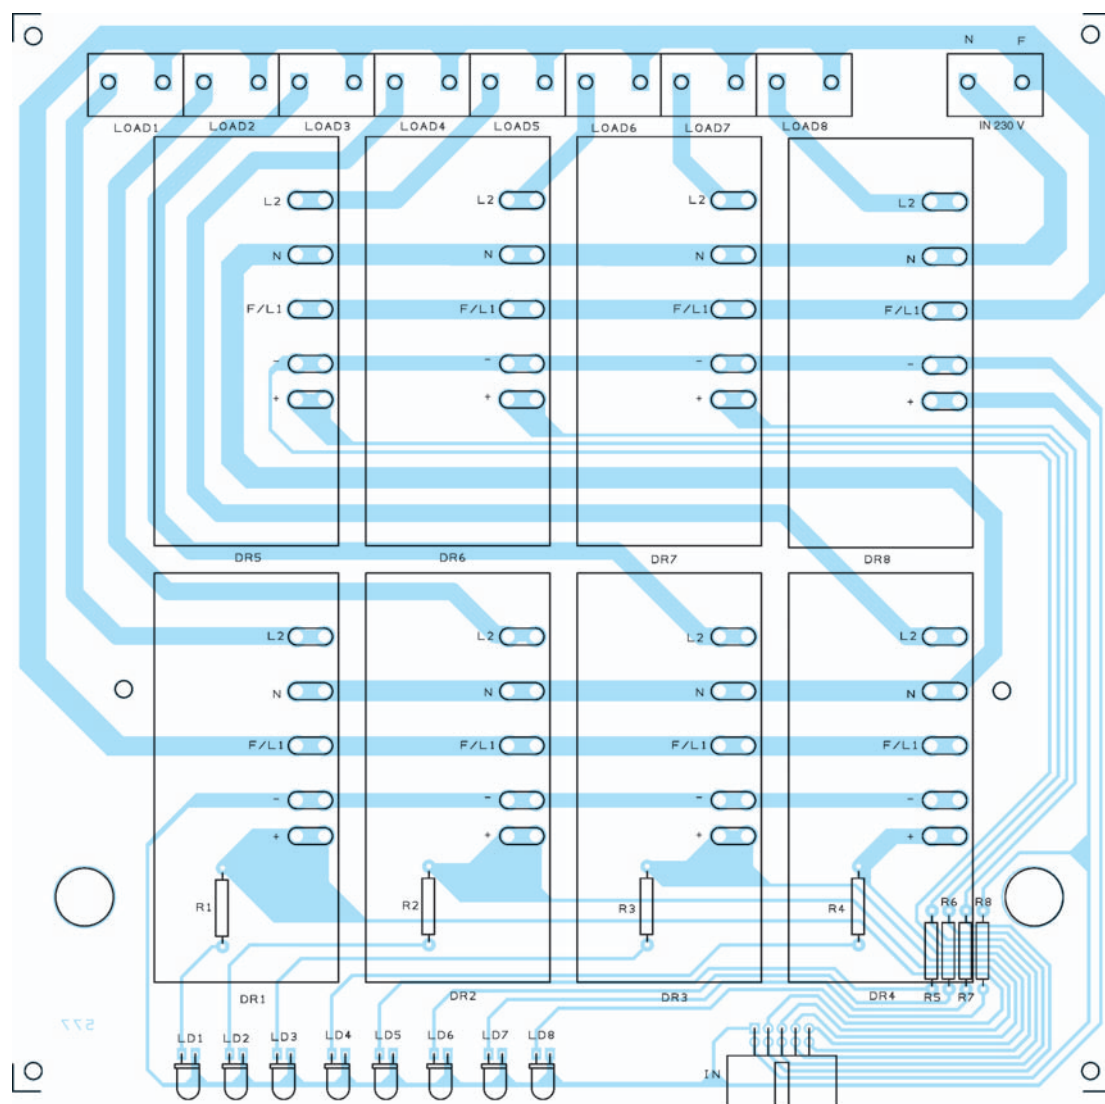 N F
LOAD1 LOAD2 LOAD3 LOAD4 LOAD5 LOAD6 LOAD7 LOAD8 IN 230 V
L2 L2 L2 L2
N N N N
F/L1 F/L1 F/L1 F/L1
- - - -
+ + + +
DR5 DR6 DR7 DR8
L2 L2 L2 L2
N N N N
F/L1 F/L1 F/L1 F/L1
- - - -
+ + + +
R1 R2 R3 R4 R6 R8
DR1 DR2 DR3 DR4 R5 R7
577
LD1 LD2 LD3 LD4 LD5 LD6 LD7 LD8
IN